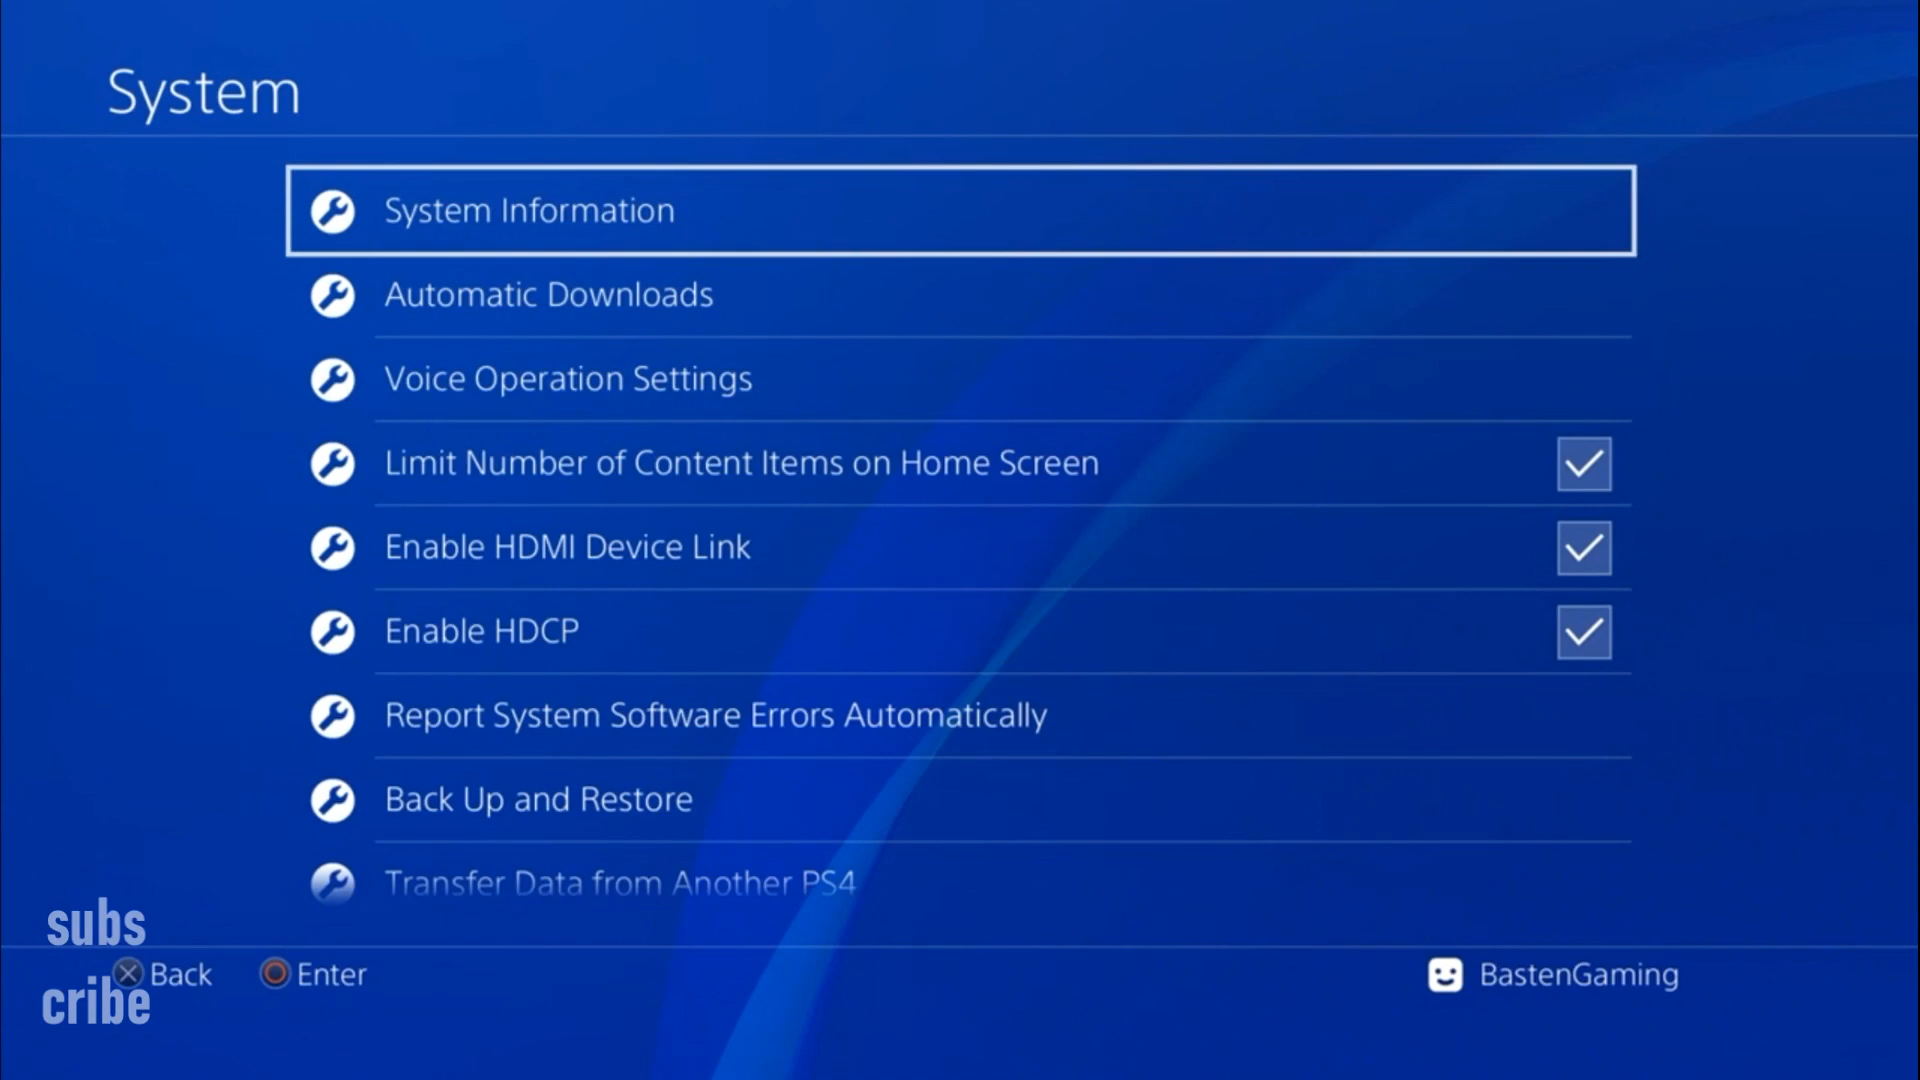 System
System Information
Automatic Downloads
Voice Operation Settings
Limit Number of Content Items on Home Screen
Enable HDMI Device Link
Enable HDCP
Report System Software Errors Automatically
Back Up and Restore
Transfer Data from Another PS4
subs
cribe
Back Enter BastenGaming